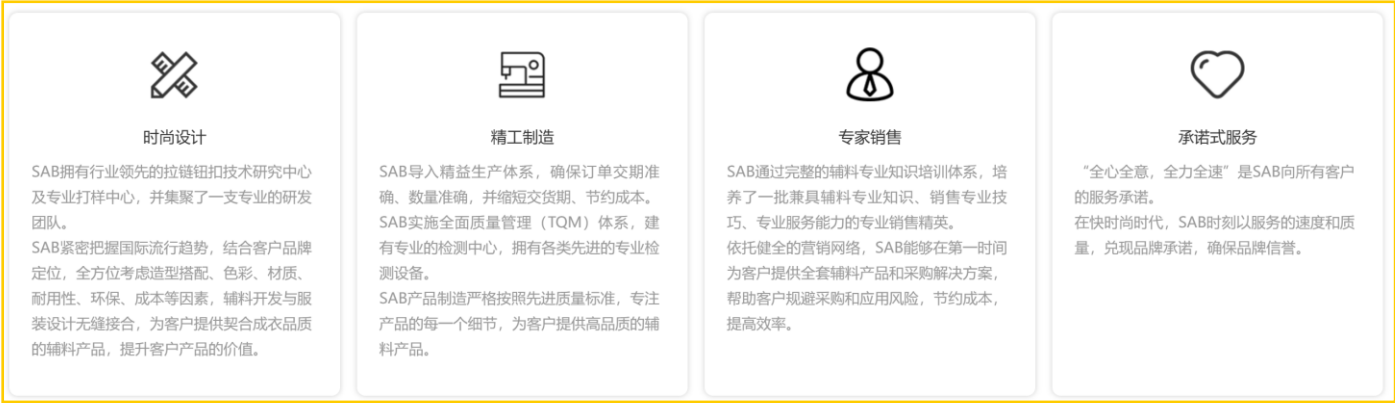 时尚设计
SAB拥有行业领先的拉链钮扣技术研究中心
及专业打样中心，并集聚了一支专业的研发
团队。
SAB紧密把握国际流行趋势，结合客户品牌
定位，全方位考虑造型搭配、色彩、材质、
耐用性、环保、成本等因素，辅料开发与服
装设计无缝接合，为客户提供契合成衣品质
的辅料产品，提升客户产品的价值。
精工制造
SAB导入精益生产体系，确保订单交期准
确、数量准确，并缩短交货期、节约成本。
SAB实施全面质量管理（TQM）体系，建
有专业的检测中心，拥有各类先进的专业检
测设备。
SAB产品制造严格按照先进质量标准，专注
产品的每一个细节，为客户提供高品质的辅
料产品。
专家销售
SAB通过完整的辅料专业知识培训体系，培
养了一批兼具辅料专业知识、销售专业技
巧、专业服务能力的专业销售精英。
依托健全的营销网络，SAB能够在第一时间
为客户提供全套辅料产品和采购解决方案，
帮助客户规避采购和应用风险，节约成本，
提高效率。
承诺式服务
“全心全意，全力全速”是SAB向所有客户
的服务承诺。
在快时尚时代，SAB时刻以服务的速度和质
量，兑现品牌承诺，确保品牌信誉。